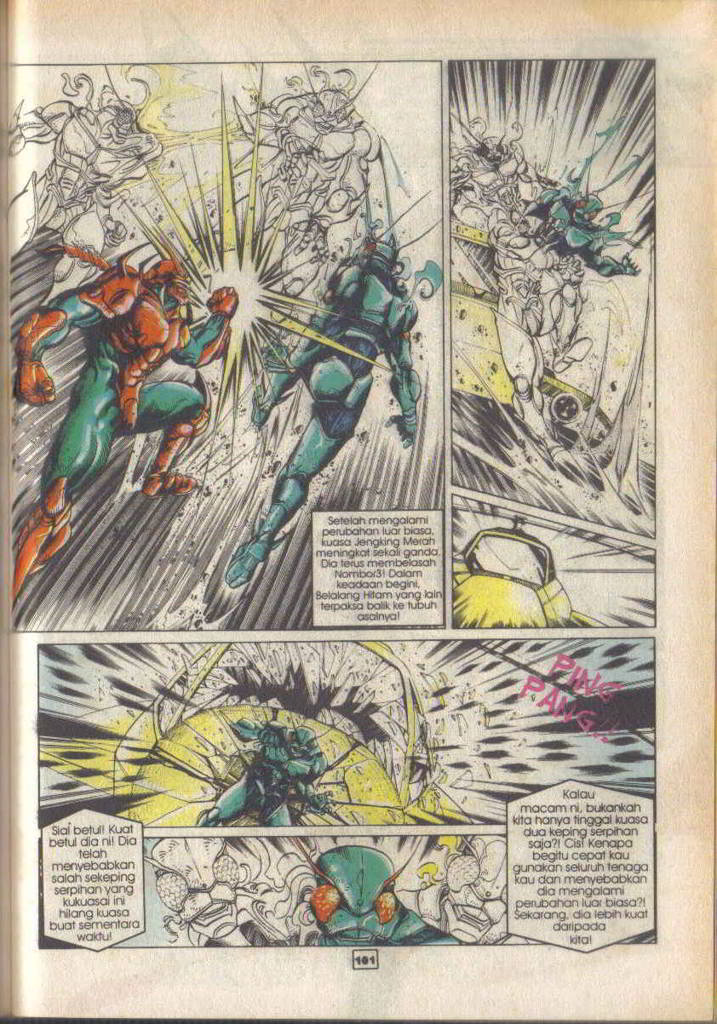 Setelah mengalami
perubahan luar biasa,
kuasa Jengking Merah
meningkat sekali ganda.
Dia terus membelasah
Nombor3! Dalam
keadaan begini,
Belalang Hitam yang lain
terpaksa balik ke tubuh
asalnya!
PING
PANG!!
Sial betul! Kuat
betul dia ni! Dia
telah
menyebabkan
salah sekeping
serpihan yang
kukuasai ini
hilang kuasa
buat sementara
waktu!
Kalau
macam ni, bukankah
kita hanya tinggal kuasa
dua keping serpihan
saja?! Cis! Kenapa
begitu cepat kau
gunakan seluruh tenaga
kau dan menyebabkan
dia mengalami
perubahan luar biasa?!
Sekarang, dia lebih kuat
daripada
kita!
101